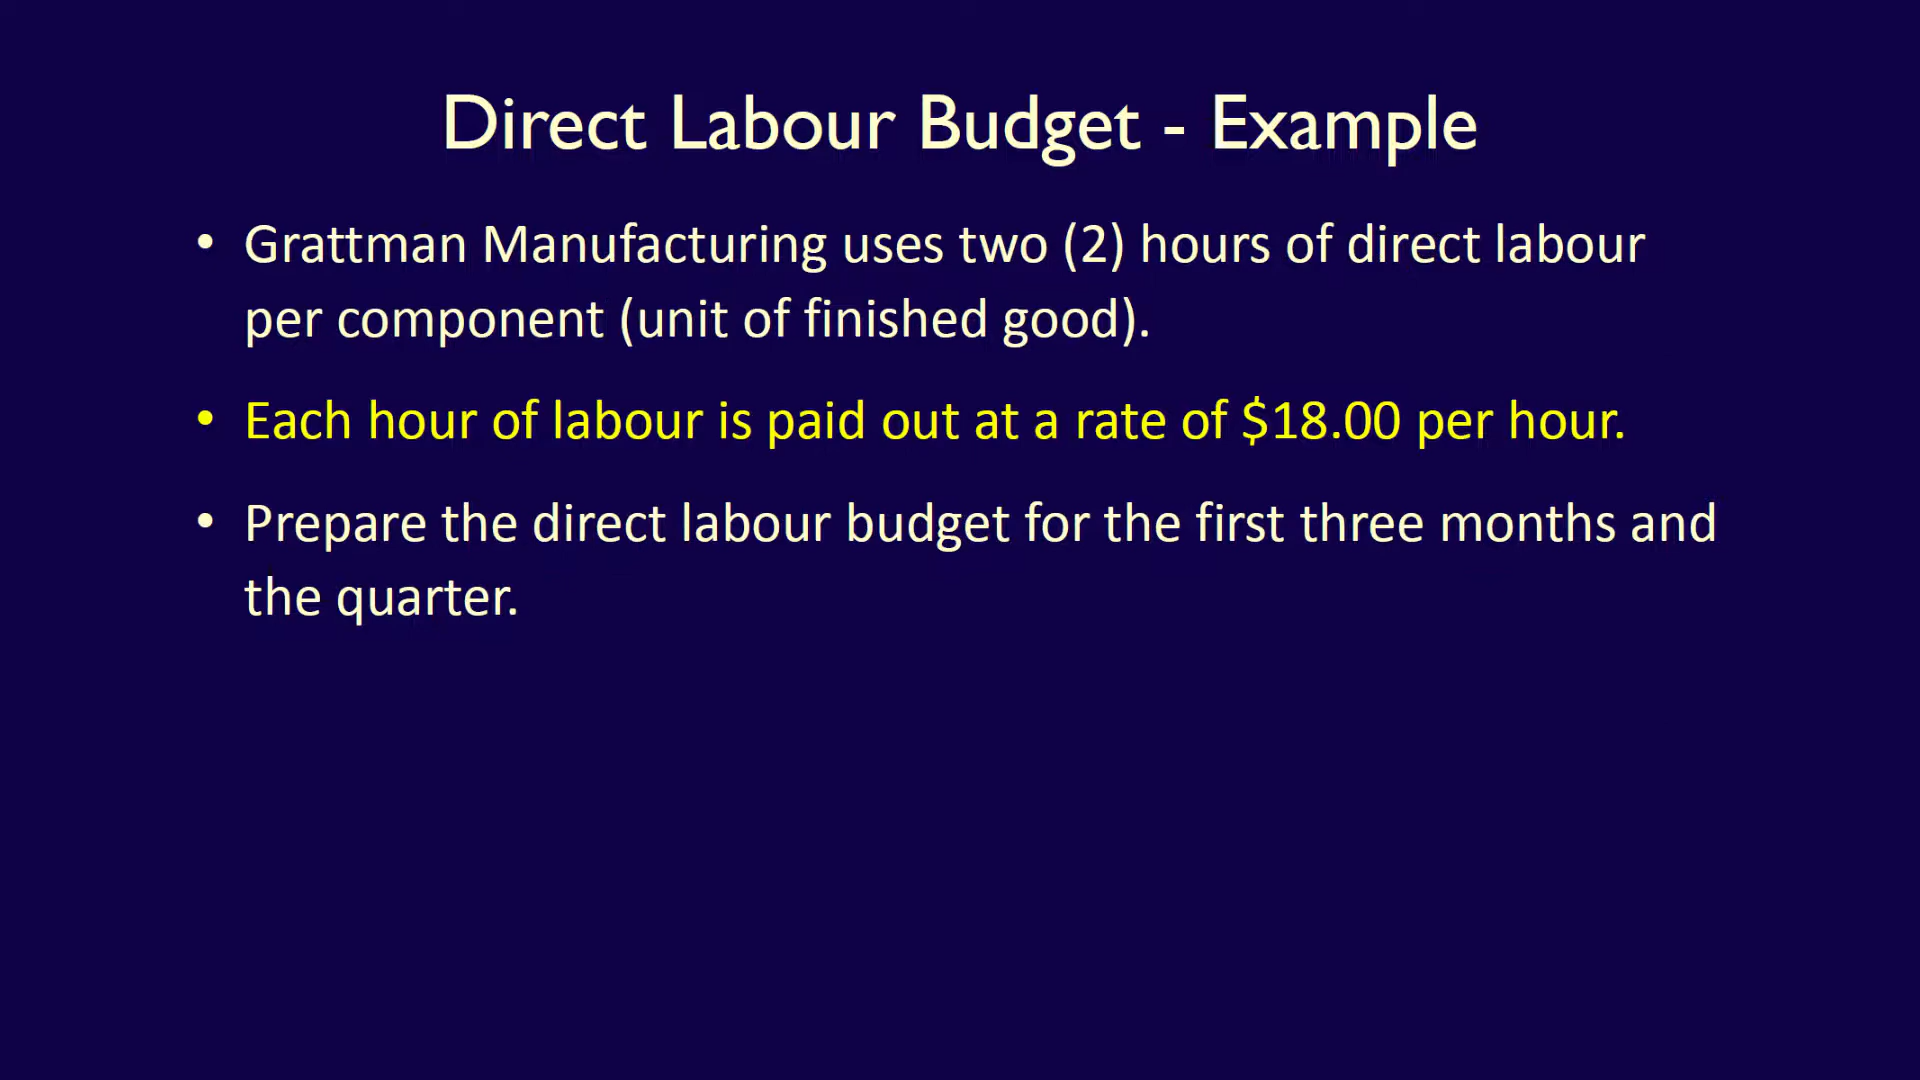 Direct Labour Budget - Example
• Grattman Manufacturing uses two (2) hours of direct labour
per component (unit of finished good).
• Each hour of labour is paid out at a rate of $18.00 per hour.
• Prepare the direct labour budget for the first three months and
the quarter.